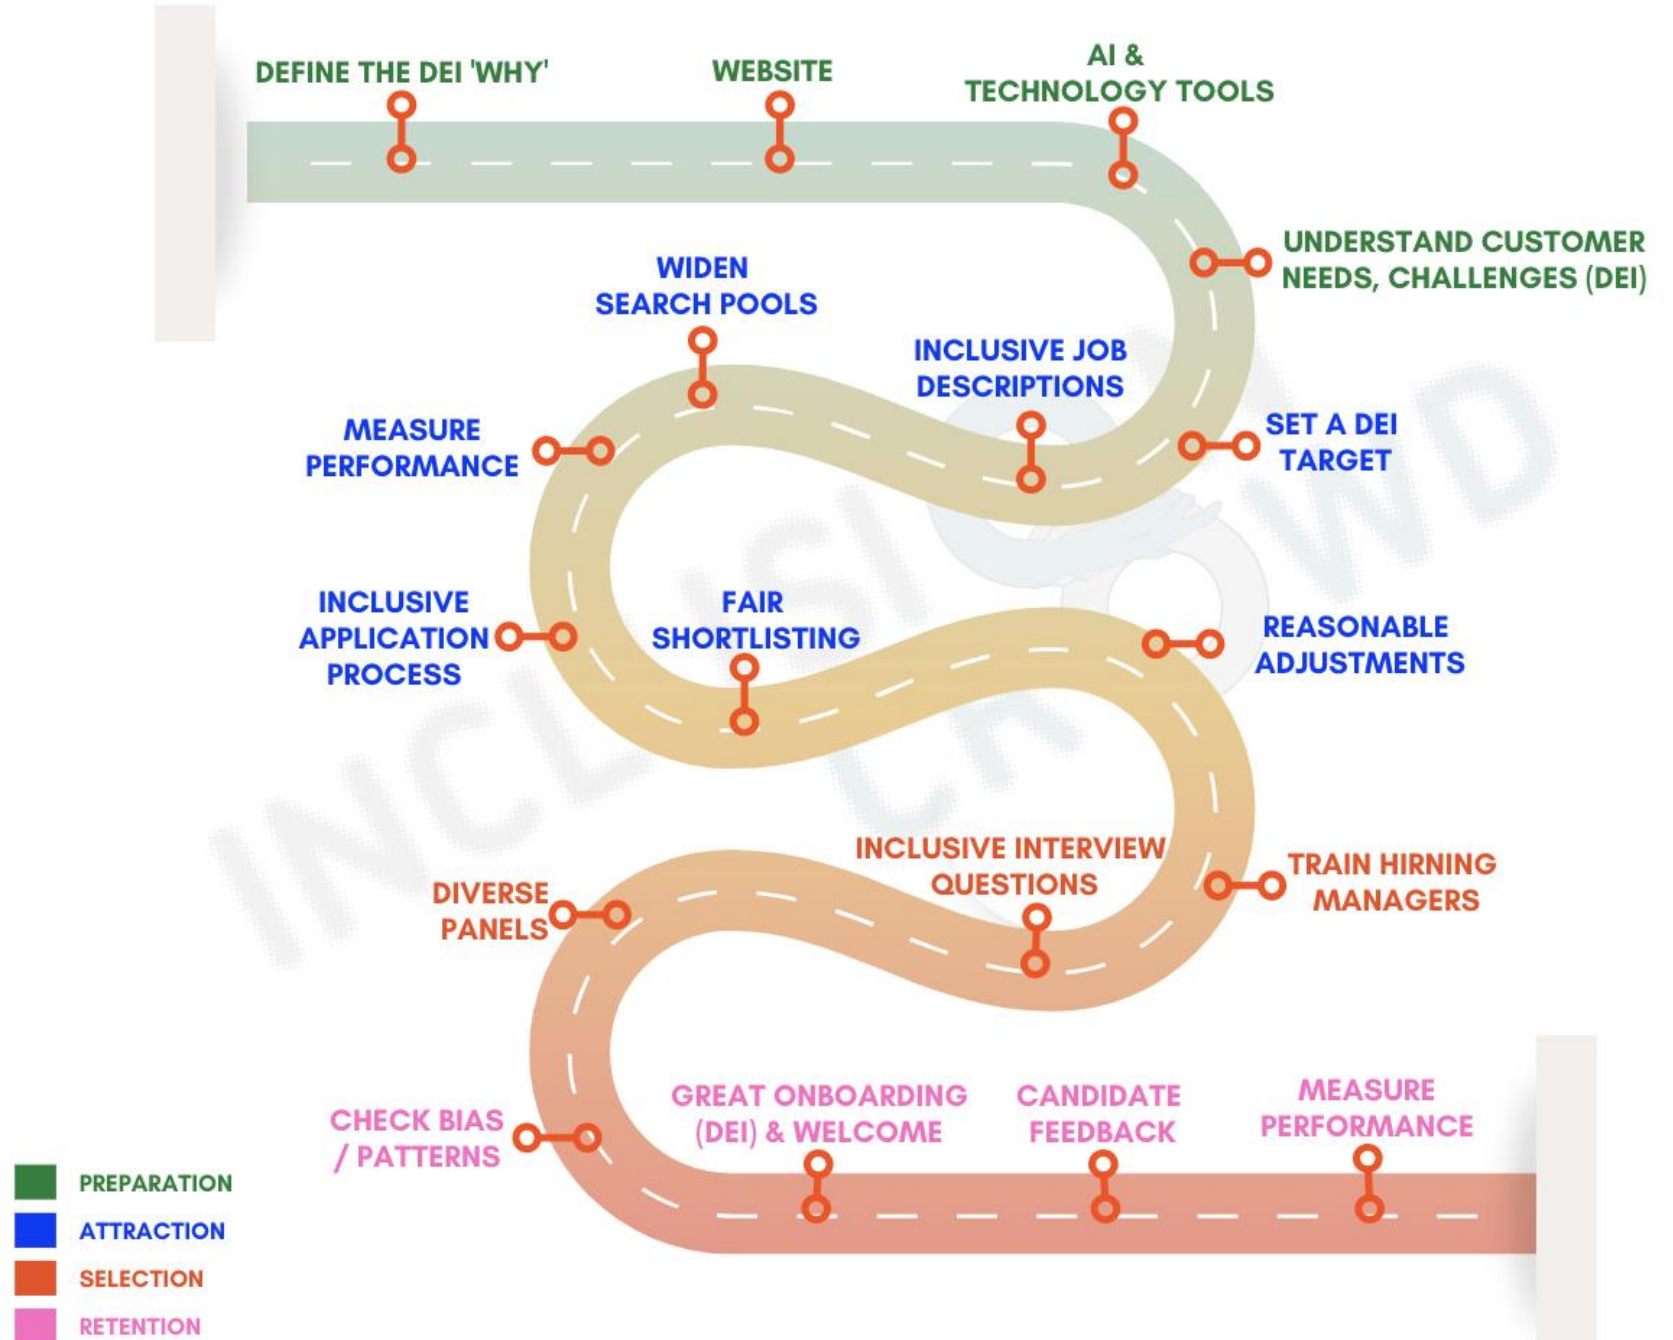 DEFINE THE DEI 'WHY'
WEBSITE
AI &
TECHNOLOGY TOOLS
UNDERSTAND CUSTOMER
NEEDS, CHALLENGES (DEI)
SET A DEI
TARGET
INCLUSIVE JOB
DESCRIPTIONS
WIDEN
SEARCH POOLS
MEASURE
PERFORMANCE
INCLUSIVE
APPLICATION
PROCESS
FAIR
SHORTLISTING
REASONABLE
ADJUSTMENTS
TRAIN HIRNING
MANAGERS
INCLUSIVE INTERVIEW
QUESTIONS
DIVERSE
PANELS
CHECK BIAS
/ PATTERNS
GREAT ONBOARDING
(DEI) & WELCOME
CANDIDATE
FEEDBACK
MEASURE
PERFORMANCE
PREPARATION
ATTRACTION
SELECTION
RETENTION